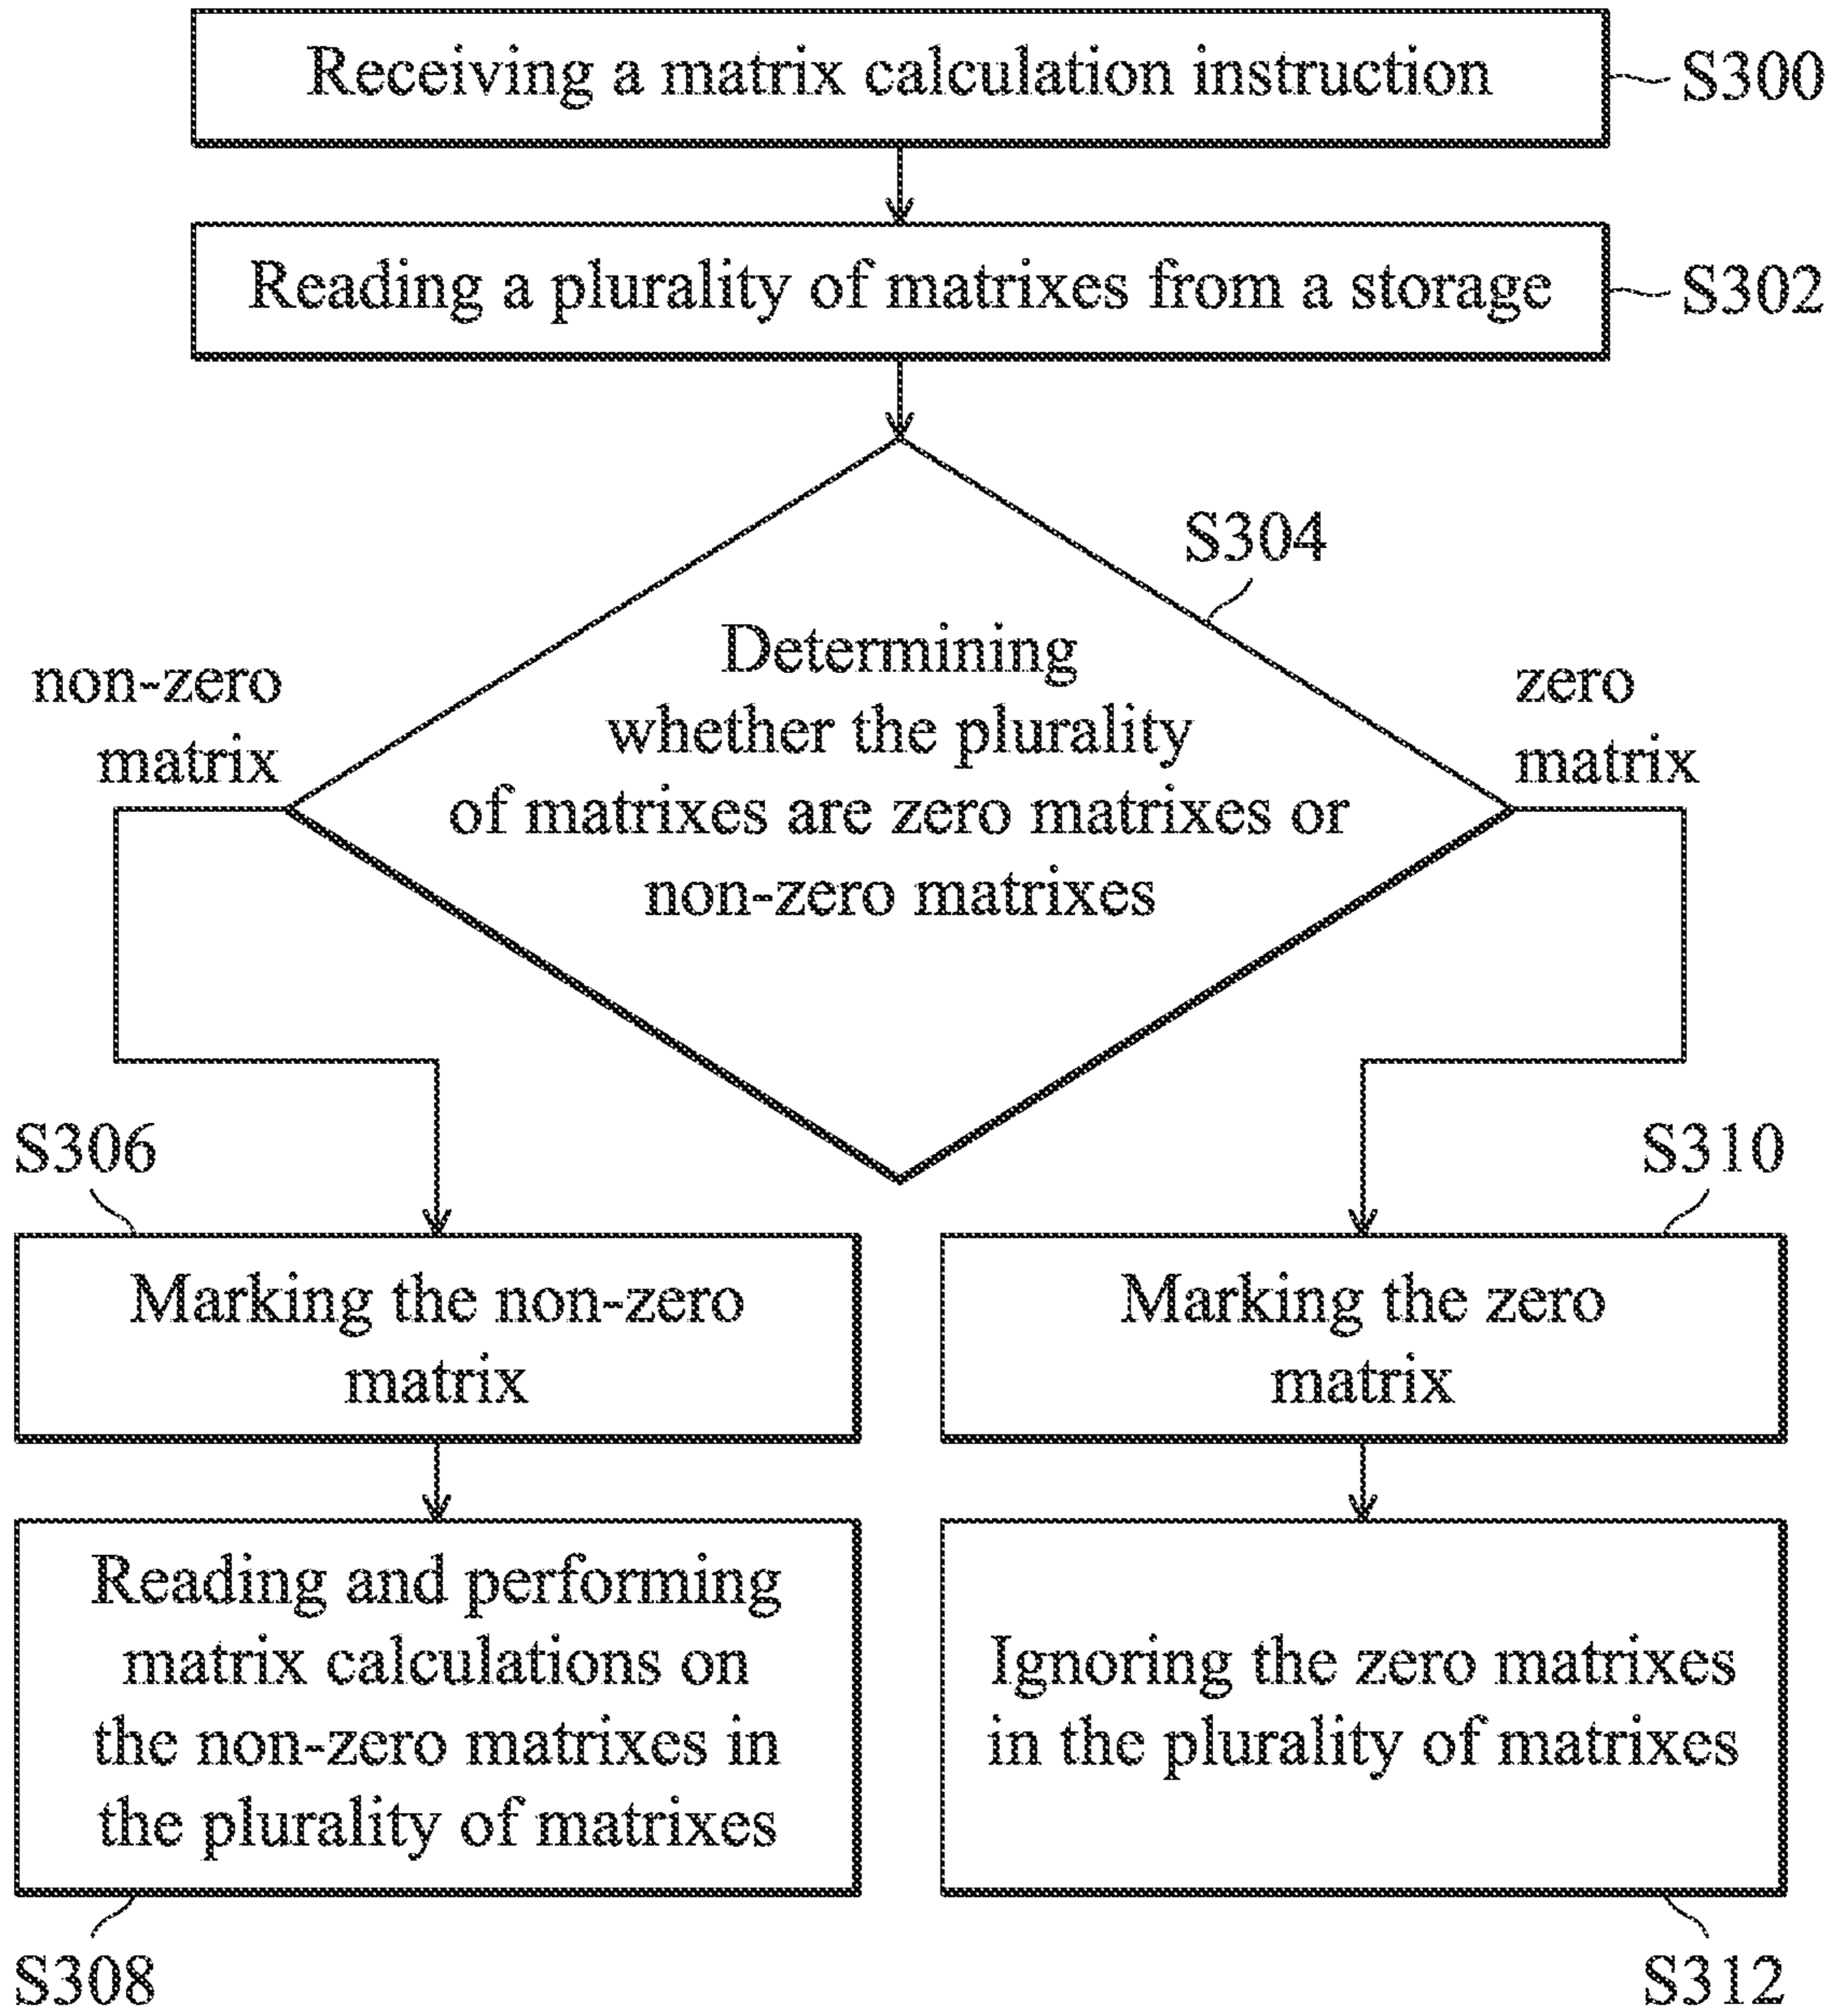 Receiving a matrix calculation instruction
S300
Reading a plurality of matrixes from a storage
S302
S304
Determining
whether the plurality
of matrixes are zero matrixes or
non-zero matrixes
non-zero
matrix
zero
matrix
S306
S310
Marking the non-zero
matrix
Marking the zero
matrix
Reading and performing
matrix calculations on
the non-zero matrixes in
the plurality of matrixes
Ignoring the zero matrixes
in the plurality of matrixes
S308
S312